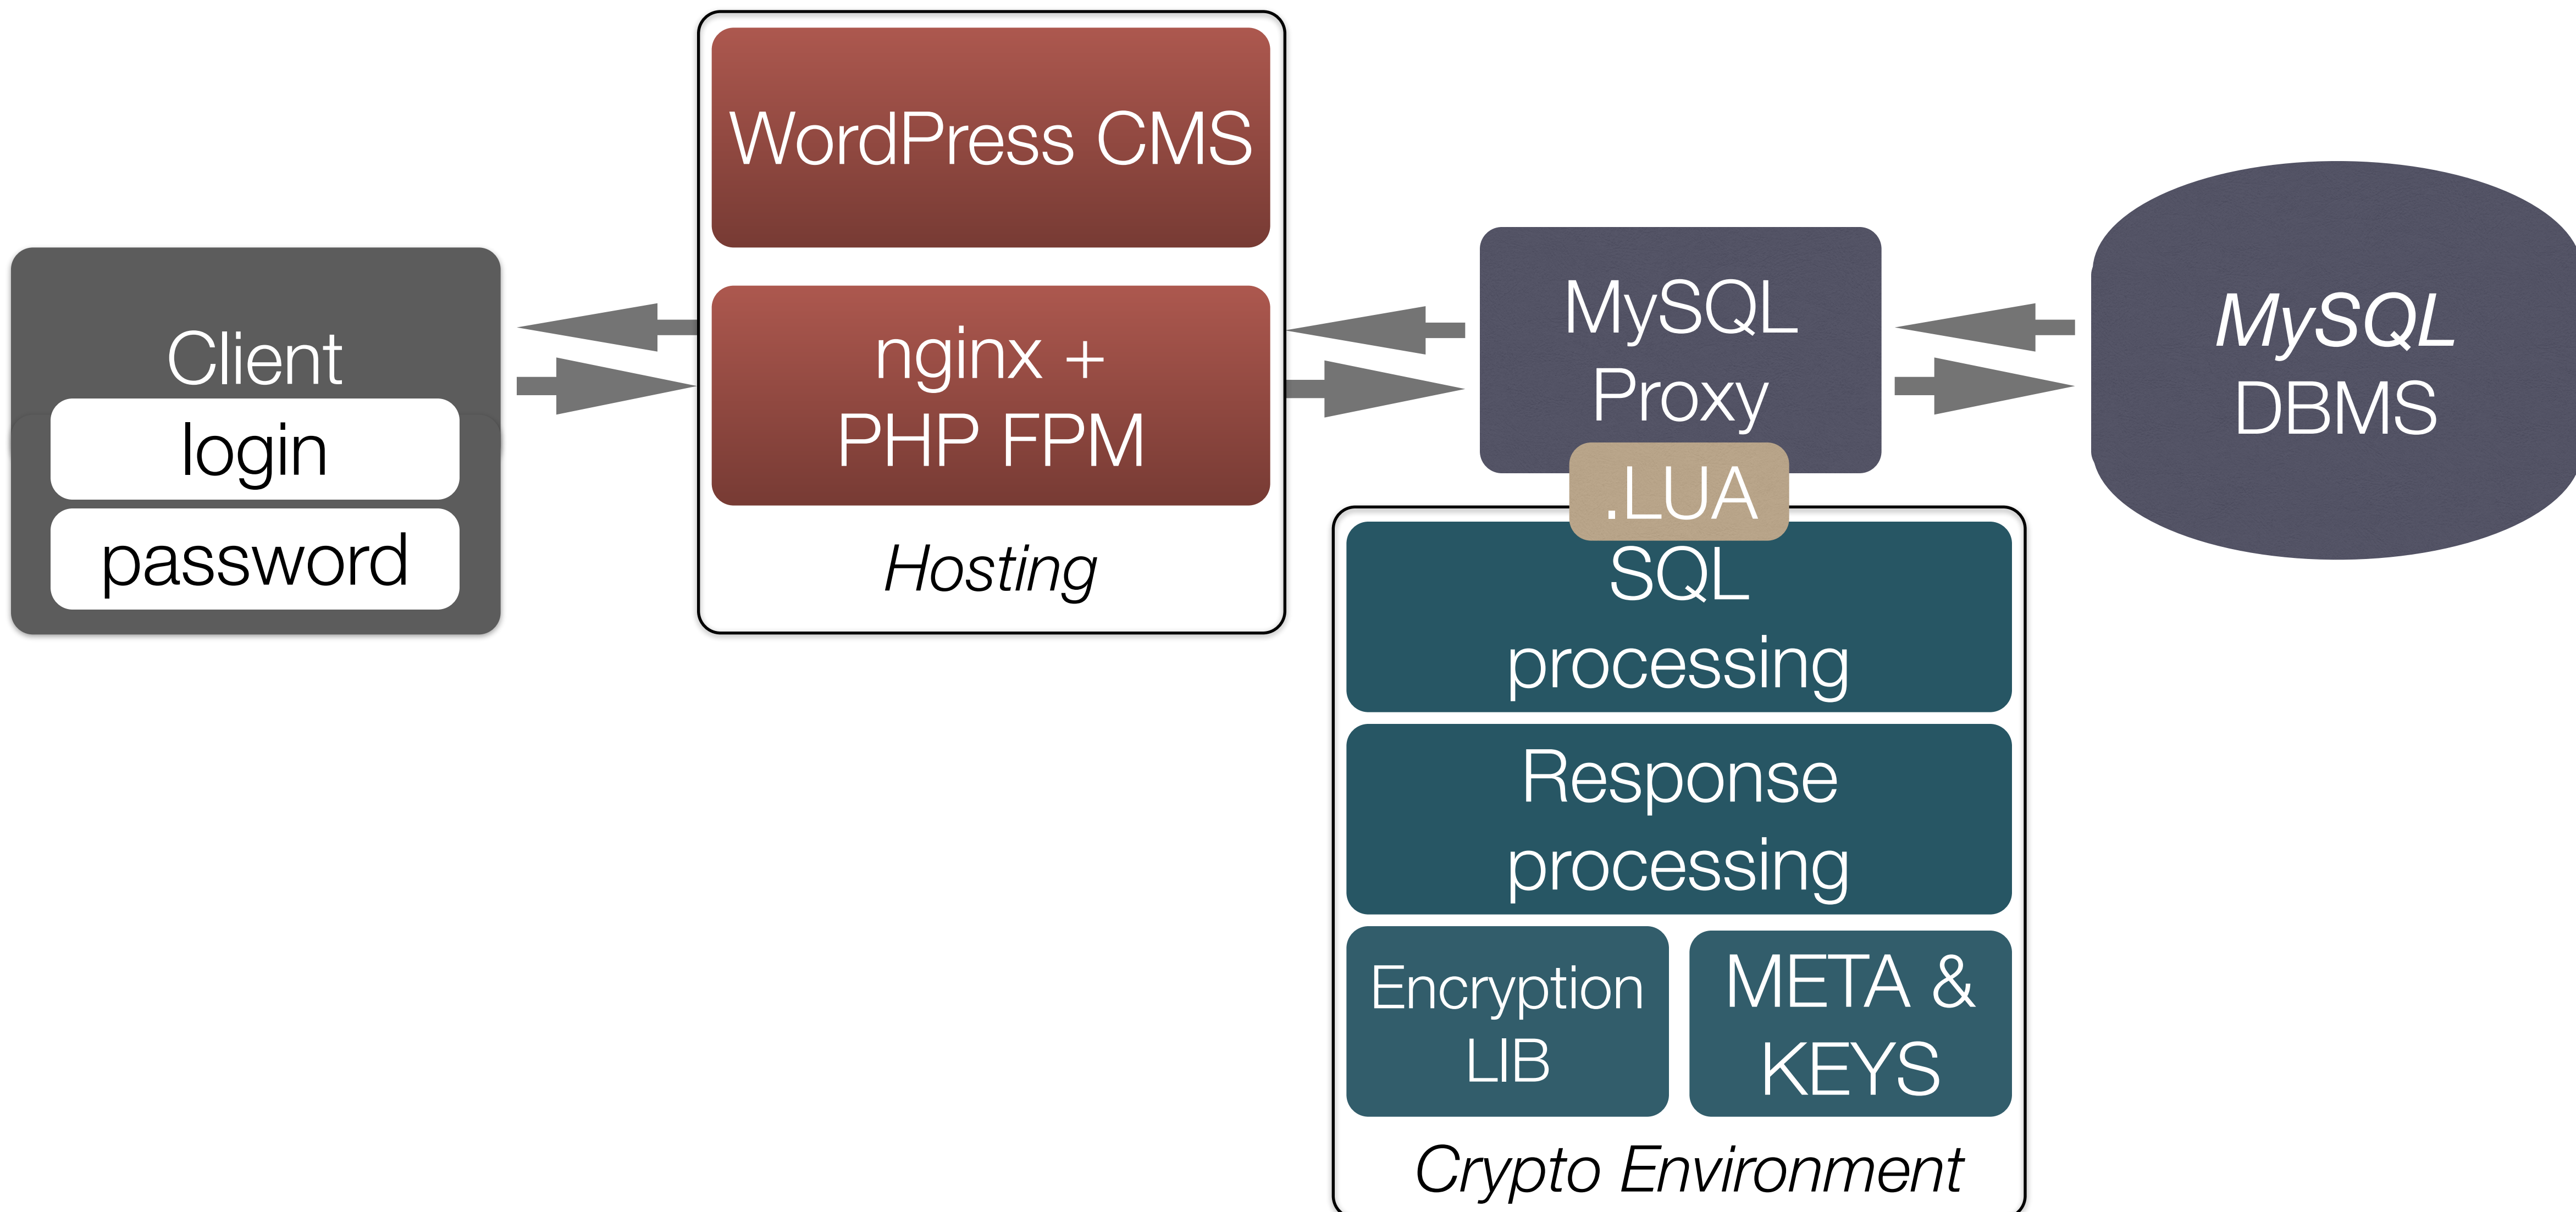 Client
login
password
WordPress CMS
nginx +
PHP FPM
Hosting
MySQL
Proxy
.LUA
SQL
processing
Response
processing
Encryption
LIB
META &
KEYS
Crypto Environment
MySQL
DBMS